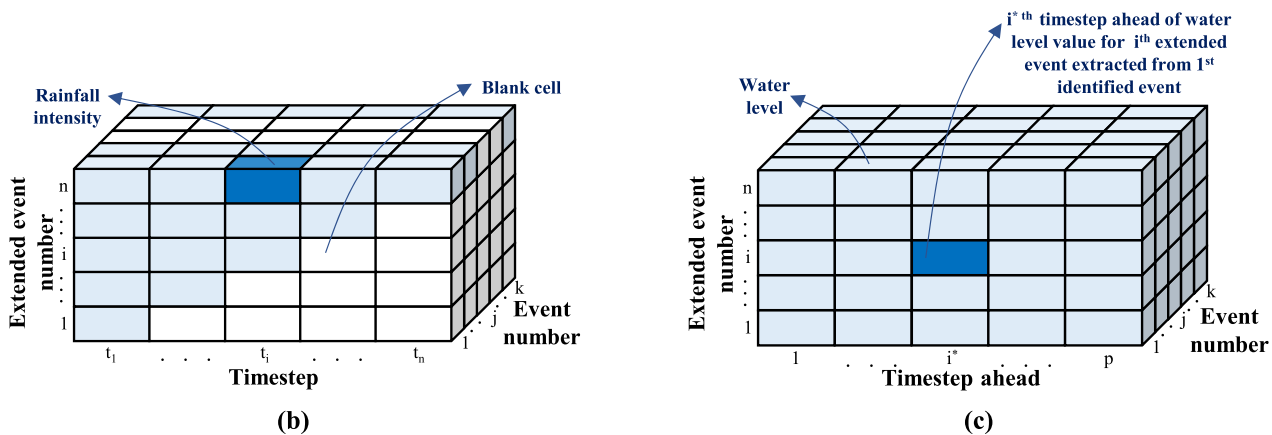 Rainfall
intensity
Blank cell
Extended event
number
n
.
.
.
i
.
.
.
1
t1 . . . ti . . . tn
Timestep
1 . . j . . k
Event
number
(b)
i* th timestep ahead of water
level value for ith extended
event extracted from 1st
identified event
Water
level
Extended event
number
n
.
.
.
i
.
.
.
1
1 . . . i* . . . p
Timestep ahead
1 . . j . . k
Event
number
(c)